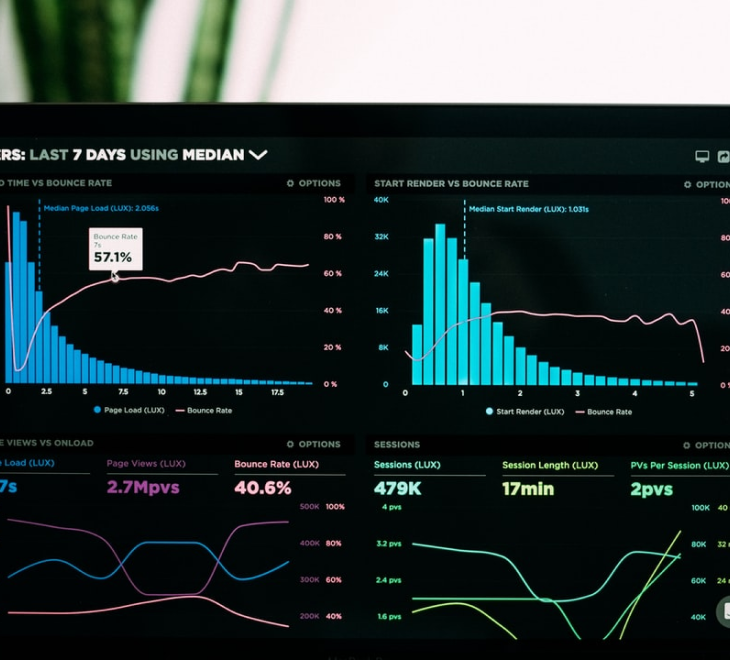 ERS: LAST 7 DAYS USING MEDIAN
D TIME VS BOUNCE RATE
OPTIONS
Median Page Load (LUX): 2.056s
Bounce Rate
7s
57.1%
100 %
80 %
60 %
40 %
20 %
0 %
0 2.5 5 7.5 10 12.5 15 17.5
Page Load (LUX) Bounce Rate
START RENDER VS BOUNCE RATE
OPTION
Median Start Render (LUX): 1.031s
40K
32K
24K
16K
8K
0
100
80
60
40
20
0 1 2 3 4 5
Start Render (LUX) Bounce Rate
E VIEWS VS ONLOAD
OPTIONS
e Load (LUX) Page Views (LUX) Bounce Rate (LUX)
7s 2.7Mpvs 40.6%
500K 100%
400K 80%
300K 60%
200K 40%
SESSIONS
OPTION
Sessions (LUX) Session Length (LUX) PVs Per Session (LUX)
479K 17min 2pvs
4 pvs
3.2 pvs
2.4 pvs
1.6 pvs
100K 40
80K 32
60K 24
40K